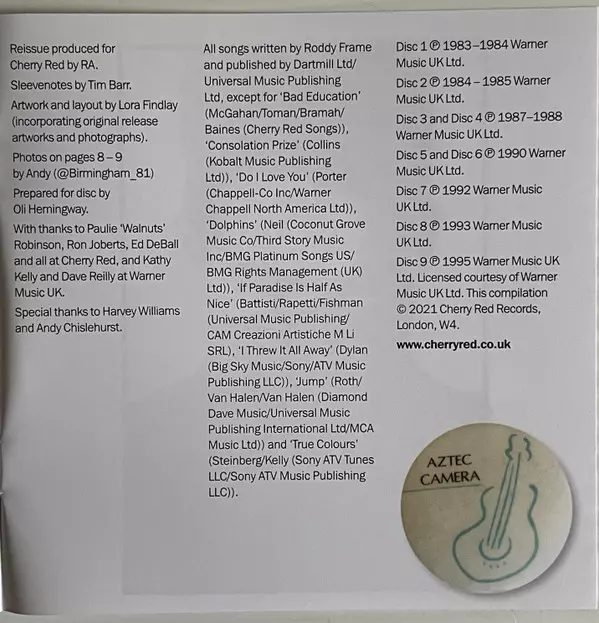 Reissue produced for
Cherry Red by RA.
Sleevenotes by Tim Barr.
Artwork and layout by Lora Findlay
(incorporating original release
artworks and photographs).
Photos on pages 8 – 9
by Andy (@Birmingham_81)
Prepared for disc by
Oli Hemingway.
With thanks to Paulie ‘Walnuts’
Robinson, Ron Joberts, Ed DeBall
and all at Cherry Red, and Kathy
Kelly and Dave Reilly at Warner
Music UK.
Special thanks to Harvey Williams
and Andy Chislehurst.
All songs written by Roddy Frame
and published by Dartmill Ltd/
Universal Music Publishing
Ltd, except for ‘Bad Education’
(McGahan/Toman/Bramah/
Baines (Cherry Red Songs)),
‘Consolation Prize’ (Collins
(Kobalt Music Publishing
Ltd)), ‘Do I Love You’ (Porter
(Chappell-Co Inc/Warner
Chappell North America Ltd)),
‘Dolphins’ (Neil (Coconut Grove
Music Co/Third Story Music
Inc/BMG Platinum Songs US/
BMG Rights Management (UK)
Ltd)), ‘If Paradise Is Half As
Nice’ (Battisti/Rapetti/Fishman
(Universal Music Publishing/
CAM Creazioni Artistiche M Li
SRL), ‘I Threw It All Away’ (Dylan
(Big Sky Music/Sony/ATV Music
Publishing LLC)), ‘Jump’ (Roth/
Van Halen/Van Halen (Diamond
Dave Music/Universal Music
Publishing International Ltd/MCA
Music Ltd)) and ‘True Colours’
(Steinberg/Kelly (Sony ATV Tunes
LLC/Sony ATV Music Publishing
LLC)).
Disc 1 ℗ 1983–1984 Warner
Music UK Ltd.
Disc 2 ℗ 1984 – 1985 Warner
Music UK Ltd.
Disc 3 and Disc 4 ℗ 1987–1988
Warner Music UK Ltd.
Disc 5 and Disc 6 ℗ 1990 Warner
Music UK Ltd.
Disc 7 ℗ 1992 Warner Music
UK Ltd.
Disc 8 ℗ 1993 Warner Music
UK Ltd.
Disc 9 ℗ 1995 Warner Music UK
Ltd. Licensed courtesy of Warner
Music UK Ltd. This compilation
© 2021 Cherry Red Records,
London, W4.
www.cherryred.co.uk
AZTEC
CAMERA